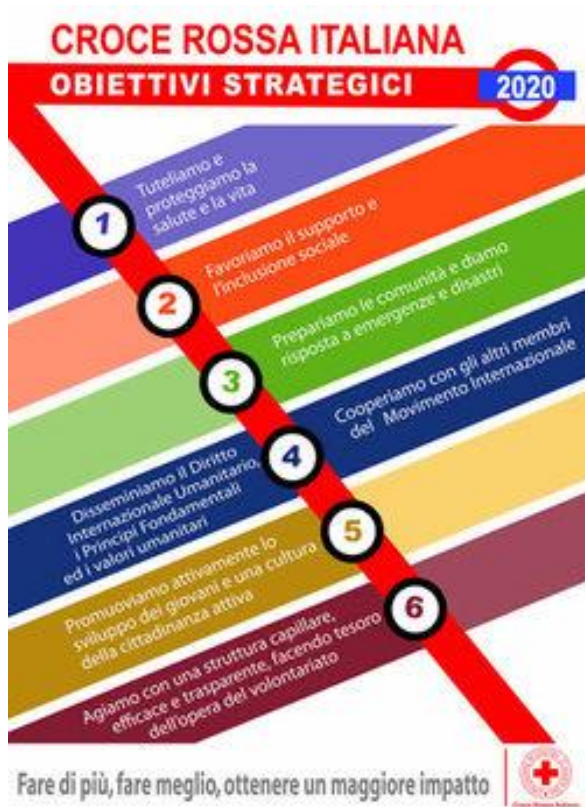 CROCE ROSSA ITALIANA
OBIETTIVI STRATEGICI
2020
1
Tuteliamo e
proteggiamo la
salute e la vita
2
Favoriamo il supporto e
l'inclusione sociale
3
Prepariamo le comunità e diamo
risposta a emergenze e disastri
4
Disseminiamo il Diritto
Internazionale Umanitario,
i Principi Fondamentali
ed i valori umanitari
Cooperiamo con gli altri membri
del Movimento Internazionale
5
Promuoviamo attivamente lo
sviluppo dei giovani e una cultura
della cittadinanza attiva
6
Agiamo con una struttura capillare,
efficace e trasparente, facendo tesoro
dell'opera del volontariato
Fare di più, fare meglio, ottenere un maggiore impatto
Croce Rossa Italiana